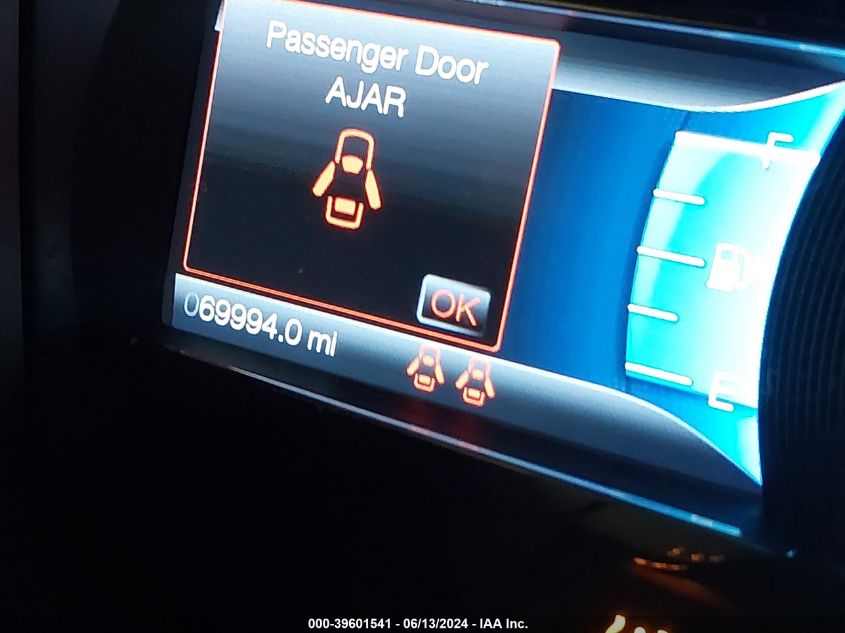 Passenger Door
AJAR
F
OK
069994.0 mi
E
000-39601541 - 06/13/2024 - IAA Inc.